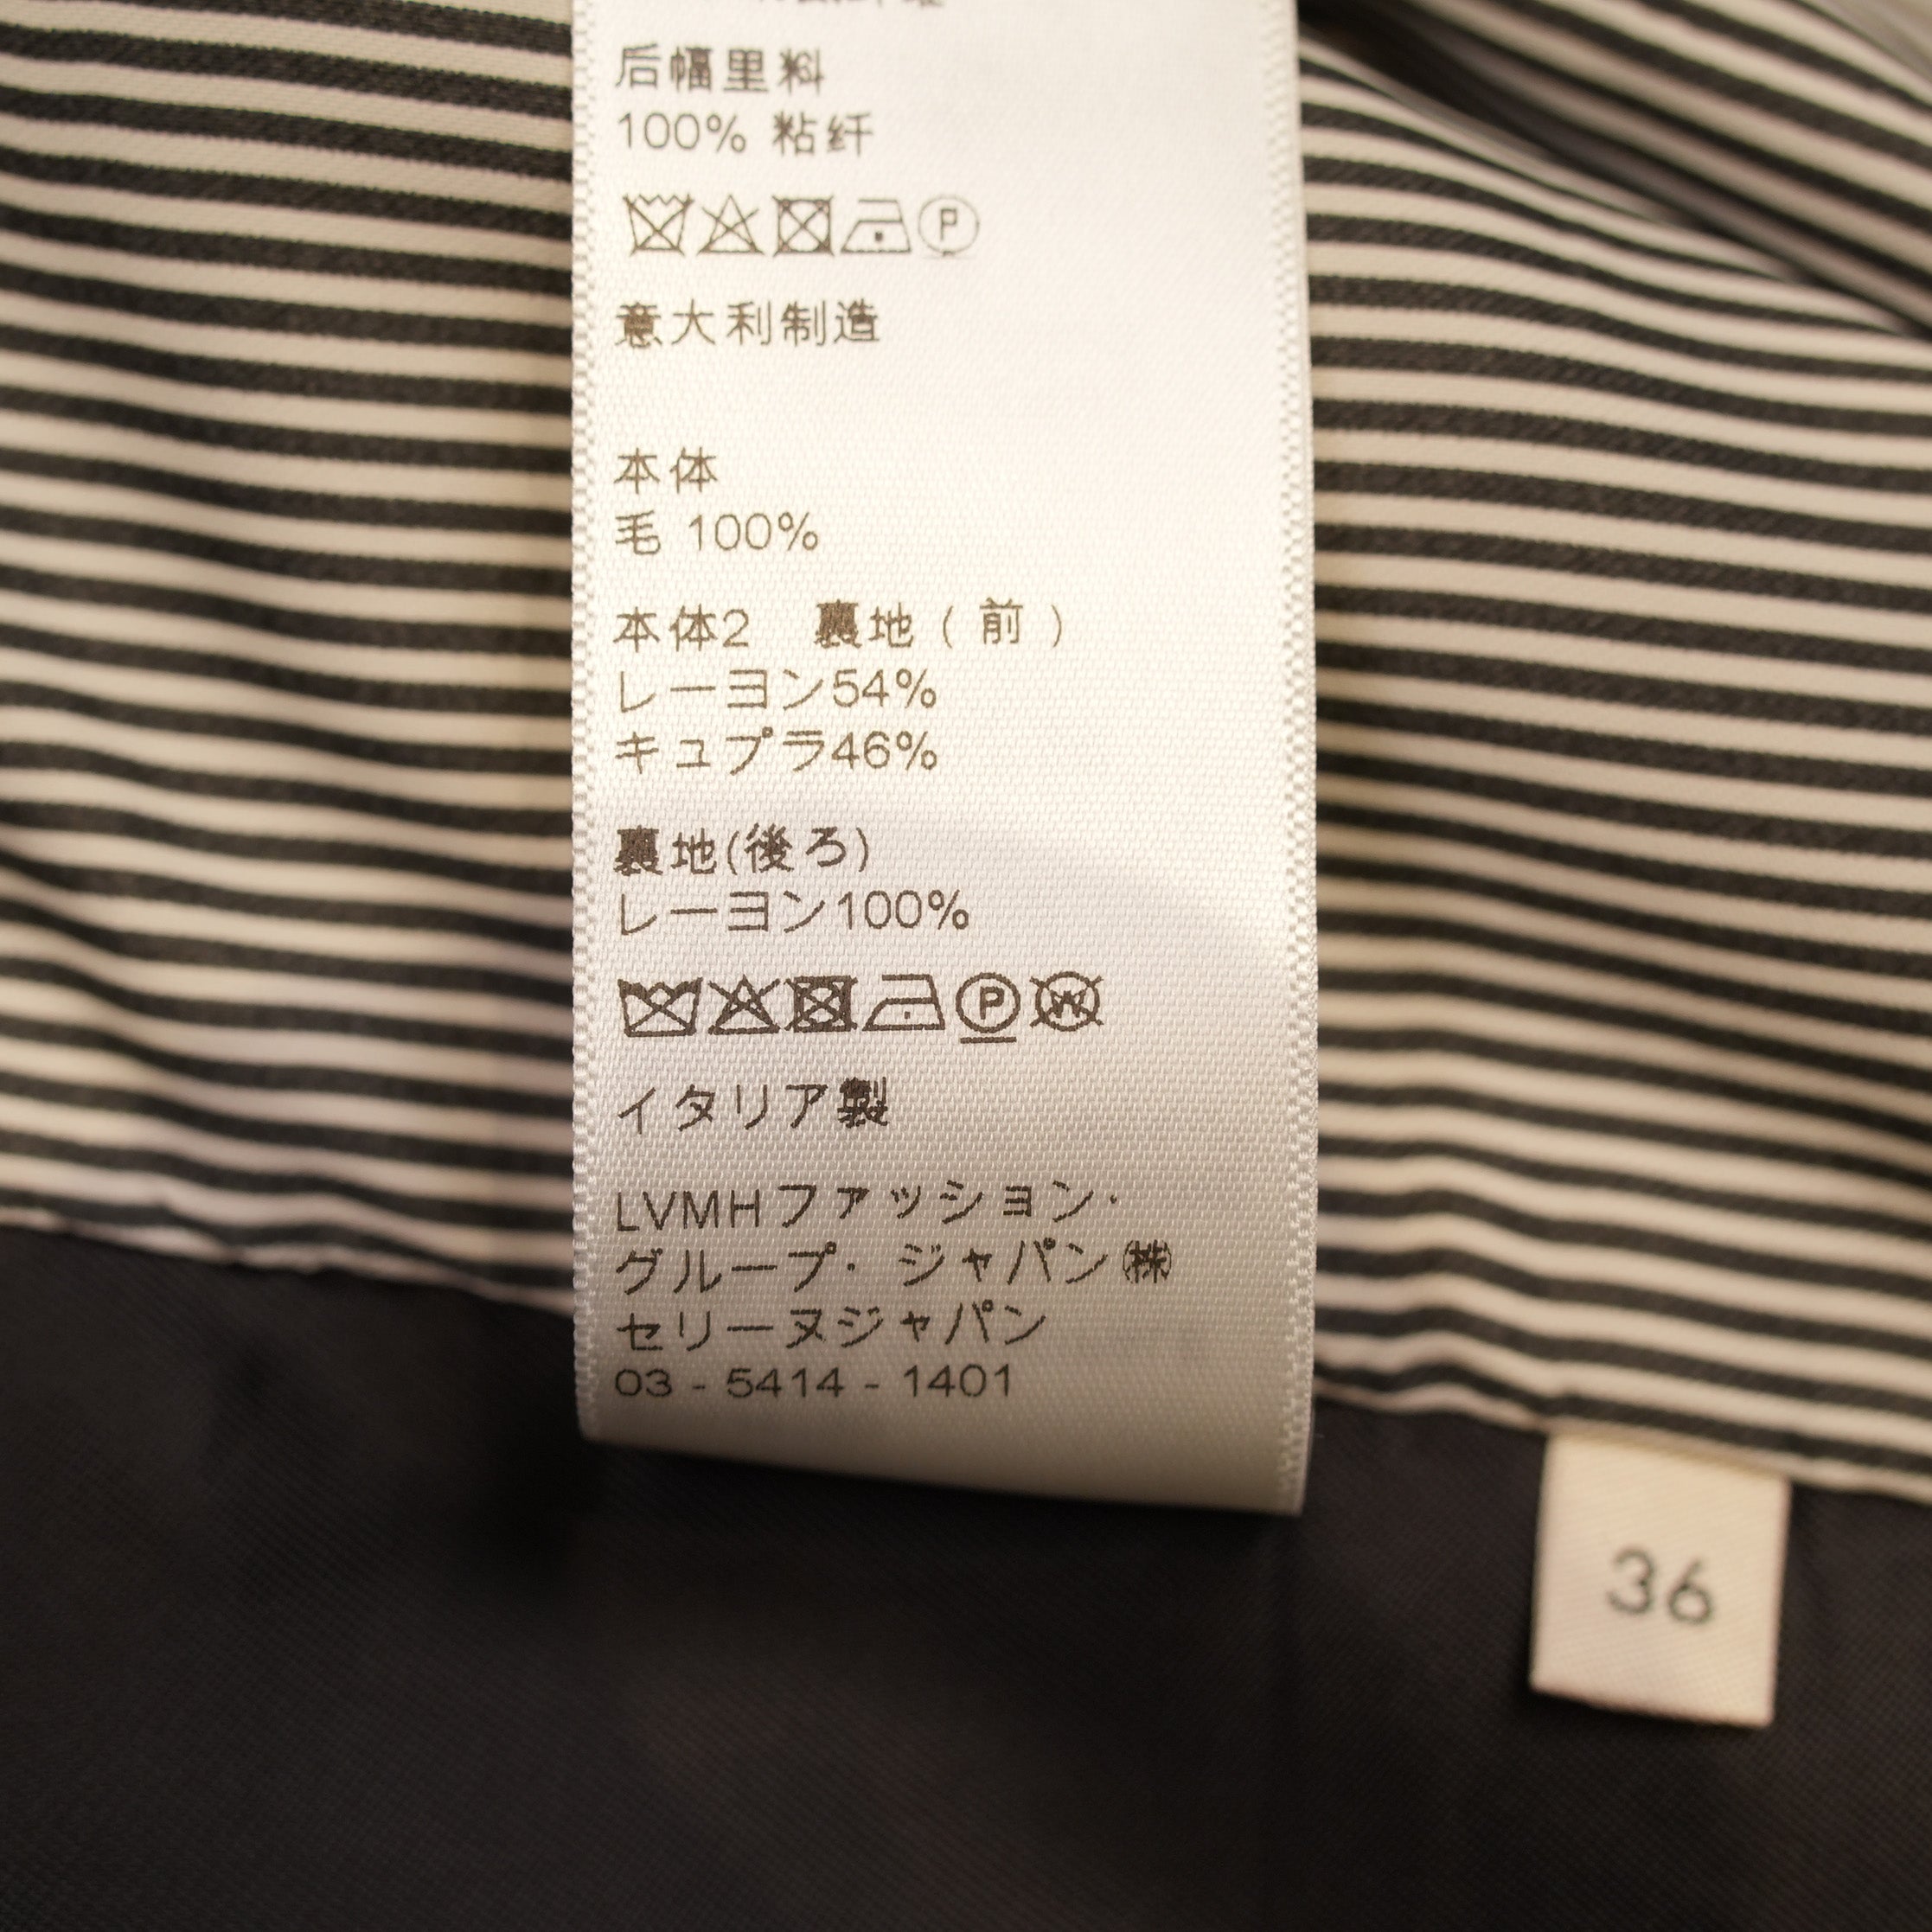 后幅里料
100% 粘纤
P
意大利制造
本体
毛 100%
本体2　裏地 ( 前 )
レーヨン54%
キュプラ46%
裏地(後ろ)
レーヨン100%
P W
イタリア製
LVMHファッション･
グループ･ ジャパン㈱
セリーヌジャパン
03 - 5414 - 1401
36